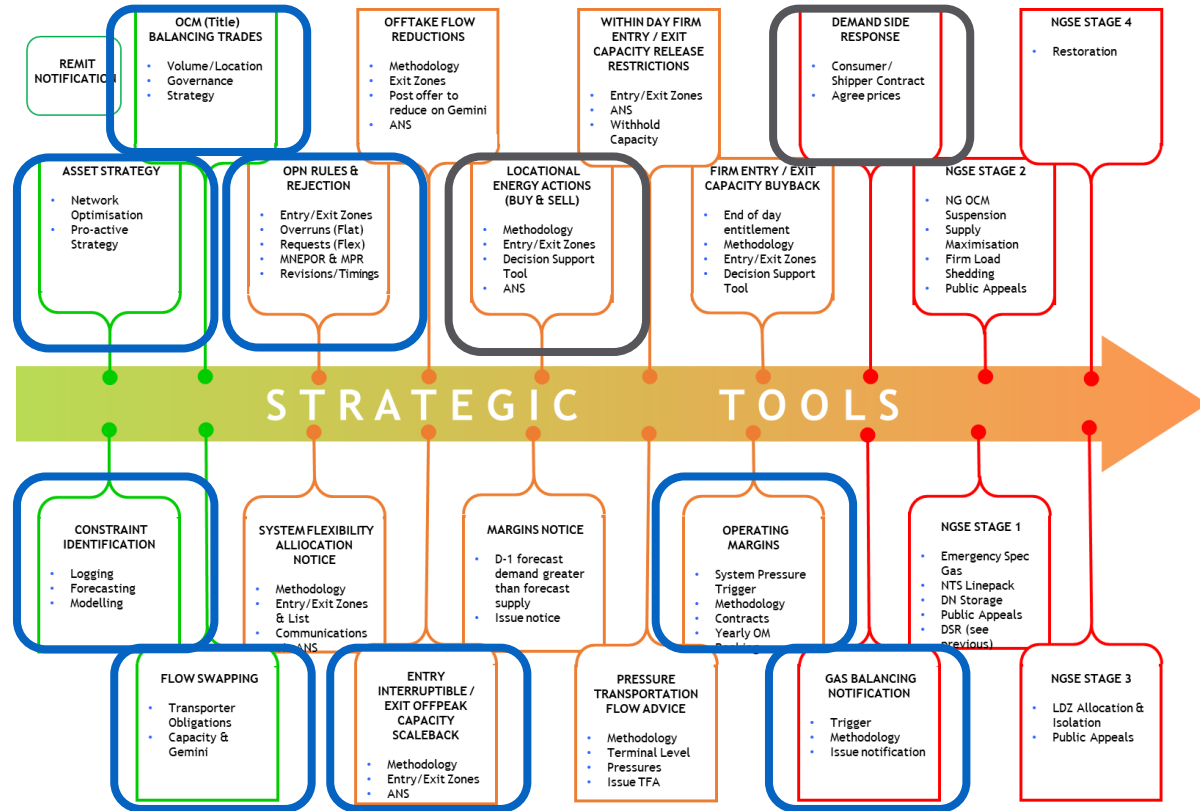 REMIT
NOTIFICATION
OCM (Title)
BALANCING TRADES
Volume/Location
Governance
Strategy
OFFTAKE FLOW
REDUCTIONS
Methodology
Exit Zones
Post offer to
reduce on Gemini
ANS
WITHIN DAY FIRM
ENTRY / EXIT
CAPACITY RELEASE
RESTRICTIONS
Entry/Exit Zones
ANS
Withhold
Capacity
DEMAND SIDE
RESPONSE
Consumer/
Shipper Contract
Agree prices
NGSE STAGE 4
Restoration
ASSET STRATEGY
Network
Optimisation
Pro-active
Strategy
OPN RULES &
REJECTION
Entry/Exit Zones
Overruns (Flat)
Requests (Flex)
MNEPOR & MPR
Revisions/Timings
LOCATIONAL
ENERGY ACTIONS
(BUY & SELL)
Methodology
Entry/Exit Zones
Decision Support
Tool
ANS
FIRM ENTRY / EXIT
CAPACITY BUYBACK
End of day
entitlement
Methodology
Entry/Exit Zones
Decision Support
Tool
NGSE STAGE 2
NG OCM
Suspension
Supply
Maximisation
Firm Load
Shedding
Public Appeals
STRATEGIC TOOLS
CONSTRAINT
IDENTIFICATION
Logging
Forecasting
Modelling
SYSTEM FLEXIBILITY
ALLIOCATION
NOTICE
Methodology
Entry/Exit Zones
& List
Communications
ANS
MARGINS NOTICE
D-1 forecast
demand greater
than forecast
supply
Issue notice
OPERATING
MARGINS
System Pressure
Trigger
Methodology
Contracts
Yearly OM
NGSE STAGE 1
Emergency Spec
Gas
NTS Linepack
DN Storage
Public Appeals
DSR (see
previous)
FLOW SWAPPING
Transporter
Obligations
Capacity &
Gemini
ENTRY
INTERRUPTIBLE /
EXIT OFFPEAK
CAPACITY
SCALEBACK
Methodology
Entry/Exit Zones
ANS
PRESSURE
TRANSPORTATION
FLOW ADVICE
Methodology
Terminal Level
Pressures
Issue TFA
GAS BALANCING
NOTIFICATION
Trigger
Methodology
Issue notification
NGSE STAGE 3
LDZ Allocation &
Isolation
Public Appeals